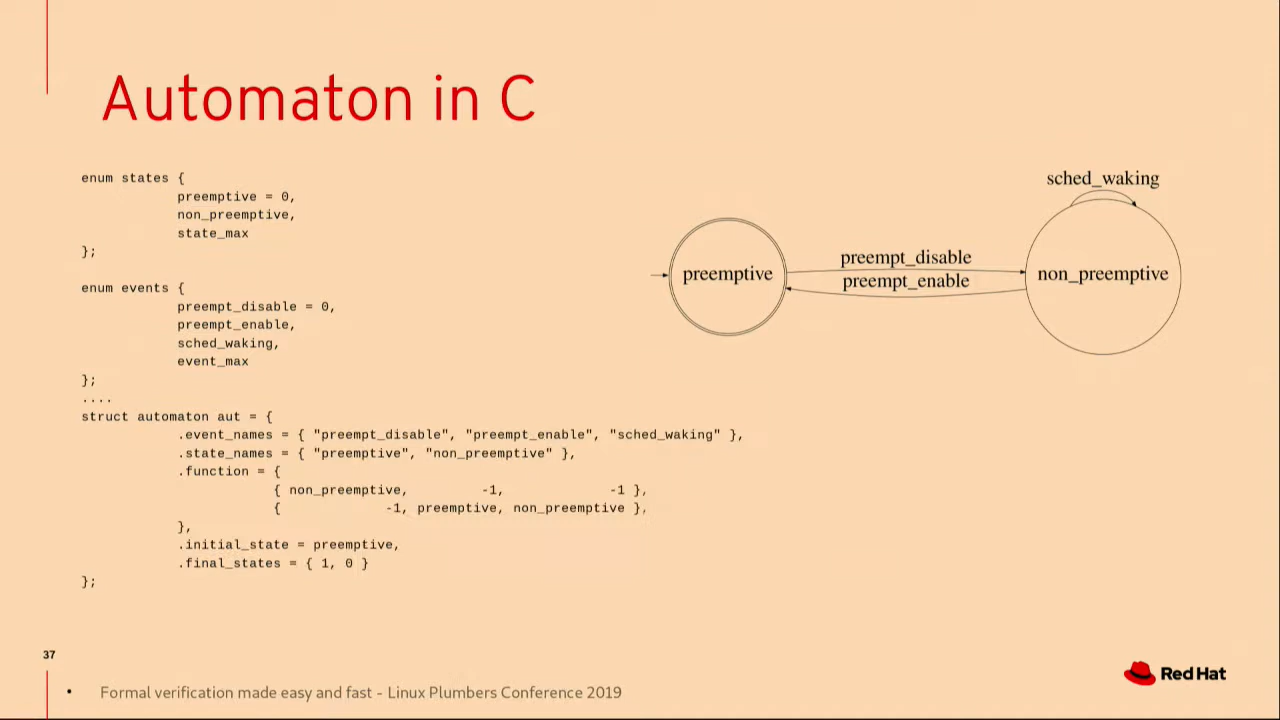 Automaton in C
enum states {
preemptive = 0,
non_preemptive,
state_max
};
enum events {
preempt_disable = 0,
preempt_enable,
sched_waking,
event_max
};
....
struct automaton aut = {
.event_names = { "preempt_disable", "preempt_enable", "sched_waking" },
.state_names = { "preemptive", "non_preemptive" },
.function = {
{ non_preemptive, -1, -1 },
{ -1, preemptive, non_preemptive },
},
.initial_state = preemptive,
.final_states = { 1, 0 }
};
sched_waking
preemptive
preempt_disable
preempt_enable
non_preemptive
37
• Formal verification made easy and fast - Linux Plumbers Conference 2019
Red Hat